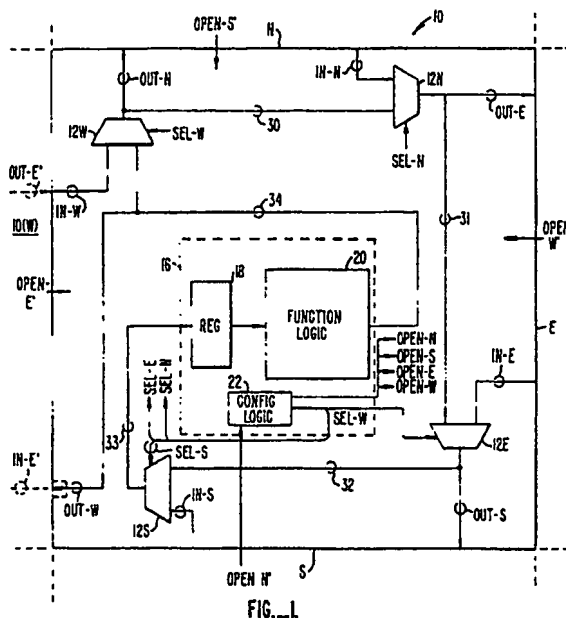 10
OPEN-S'
N
OUT-N
IN-N
12N
OUT-E
12W
SEL-W
30
SEL-N
OUT-E'
IN-W
34
10(W)
31
OPEN-
E'
OPEN
W'
16
18
20
REG
FUNCTION
LOGIC
E
OPEN-N
OPEN-S
OPEN-E
OPEN-W
IN-E
SEL-E
SEL-N
22
CONFIG
LOGIC
SEL-W
12E
33
SEL-S
32
IN-E'
OUT-W
12S
IN-S
OUT-S
OPEN N'
S
FIG._1.